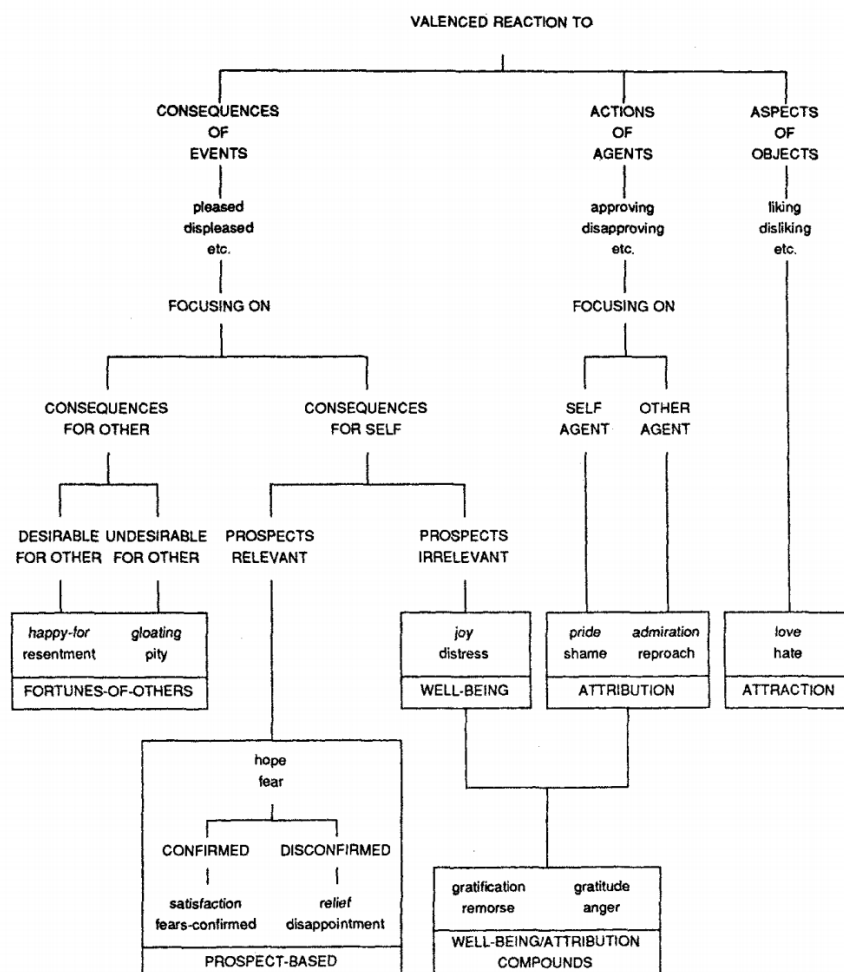 VALENCED REACTION TO
CONSEQUENCES
OF
EVENTS
ACTIONS
OF
AGENTS
ASPECTS
OF
OBJECTS
pleased
displeased
etc.
approving
disapproving
etc.
liking
disliking
etc.
FOCUSING ON
FOCUSING ON
CONSEQUENCES
FOR OTHER
CONSEQUENCES
FOR SELF
SELF
AGENT
OTHER
AGENT
DESIRABLE
FOR OTHER
UNDESIRABLE
FOR OTHER
PROSPECTS
RELEVANT
PROSPECTS
IRRELEVANT
happy-for
resentment
gloating
pity
FORTUNES-OF-OTHERS
joy
distress
WELL-BEING
pride
shame
admiration
reproach
ATTRIBUTION
love
hate
ATTRACTION
hope
fear
CONFIRMED
DISCONFIRMED
satisfaction
fears-confirmed
relief
disappointment
PROSPECT-BASED
gratification
remorse
gratitude
anger
WELL-BEING/ATTRIBUTION
COMPOUNDS